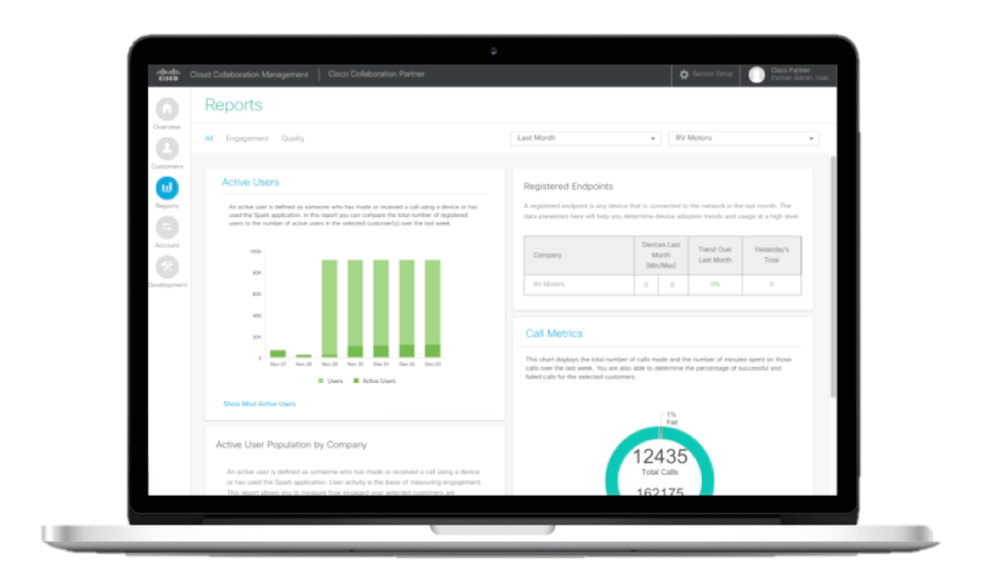 CISCO
Cloud Collaboration Management
Cisco Collaboration Partner
Service Setup
Cisco Partner
Partner Admin, User
Overview
Customers
Reports
Account
Development
Reports
All Engagement Quality
Last Month
RV Motors
Active Users
An active user is defined as someone who has made or received a call using a device or has
used the Spark application. In this report you can compare the total number of registered
users to the number of active users in the selected customer(s) over the last week.
100K
80K
60K
40K
20K
0
Nov 27 Nov 28 Nov 29 Nov 30 Dec 01 Dec 02 Dec 03
Users Active Users
Show Most Active Users
Active User Population by Company
An active user is defined as someone who has made or received a call using a device
or has used the Spark application. User activity is the basis of measuring engagement.
This report allows you to measure how engaged your selected customers are
Registered Endpoints
A registered endpoint is any device that is connected to the network in the last month. The
data presented here will help you determine device adoption trends and usage at a high level.
Company
Devices Last
Month
(Min/Max)
Trend Over
Last Month
Yesterday's
Total
RV Motors 0 0 0% 0
Call Metrics
This chart displays the total number of calls made and the number of minutes spent on those
calls over the last week. You are also able to determine the percentage of successful and
failed calls for the selected customers.
1%
Fail
12435
Total Calls
162175